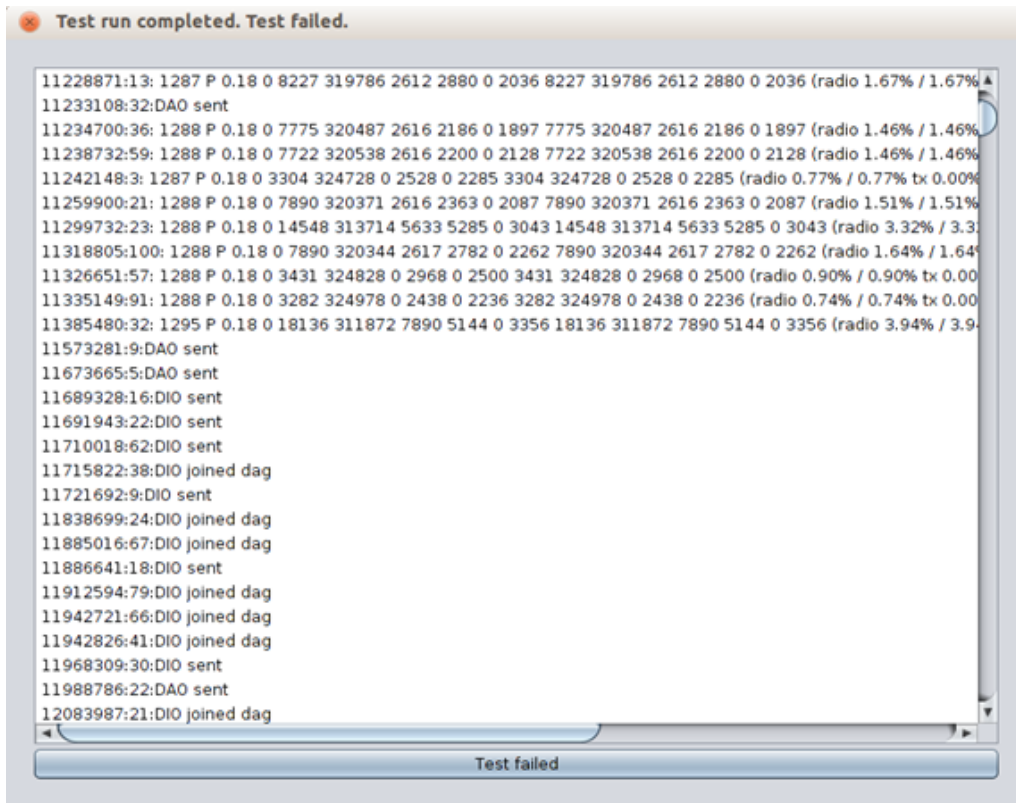 Test run completed. Test failed.
11228871:13: 1287 P 0.18 0 8227 319786 2612 2880 0 2036 8227 319786 2612 2880 0 2036 (radio 1.67% / 1.67%
11233108:32:DAO sent
11234700:36: 1288 P 0.18 0 7775 320487 2616 2186 0 1897 7775 320487 2616 2186 0 1897 (radio 1.46% / 1.46%
11238732:59: 1288 P 0.18 0 7722 320538 2616 2200 0 2128 7722 320538 2616 2200 0 2128 (radio 1.46% / 1.46%
11242148:3: 1287 P 0.18 0 3304 324728 0 2528 0 2285 3304 324728 0 2528 0 2285 (radio 0.77% / 0.77% tx 0.00%
11259900:21: 1288 P 0.18 0 7890 320371 2616 2363 0 2087 7890 320371 2616 2363 0 2087 (radio 1.51% / 1.51%
11299732:23: 1288 P 0.18 0 14548 313714 5633 5285 0 3043 14548 313714 5633 5285 0 3043 (radio 3.32% / 3.3
11318805:100: 1288 P 0.18 0 7890 320344 2617 2782 0 2262 7890 320344 2617 2782 0 2262 (radio 1.64% / 1.64
11326651:57: 1288 P 0.18 0 3431 324828 0 2968 0 2500 3431 324828 0 2968 0 2500 (radio 0.90% / 0.90% tx 0.00
11335149:91: 1288 P 0.18 0 3282 324978 0 2438 0 2236 3282 324978 0 2438 0 2236 (radio 0.74% / 0.74% tx 0.00
11385480:32: 1295 P 0.18 0 18136 311872 7890 5144 0 3356 18136 311872 7890 5144 0 3356 (radio 3.94% / 3.9
11573281:9:DAO sent
11673665:5:DAO sent
11689328:16:DIO sent
11691943:22:DIO sent
11710018:62:DIO sent
11715822:38:DIO joined dag
11721692:9:DIO sent
11838699:24:DIO joined dag
11885016:67:DIO joined dag
11886641:18:DIO sent
11912594:79:DIO joined dag
11942721:66:DIO joined dag
11942826:41:DIO joined dag
11968309:30:DIO sent
11988786:22:DAO sent
12083987:21:DIO joined dag
Test failed